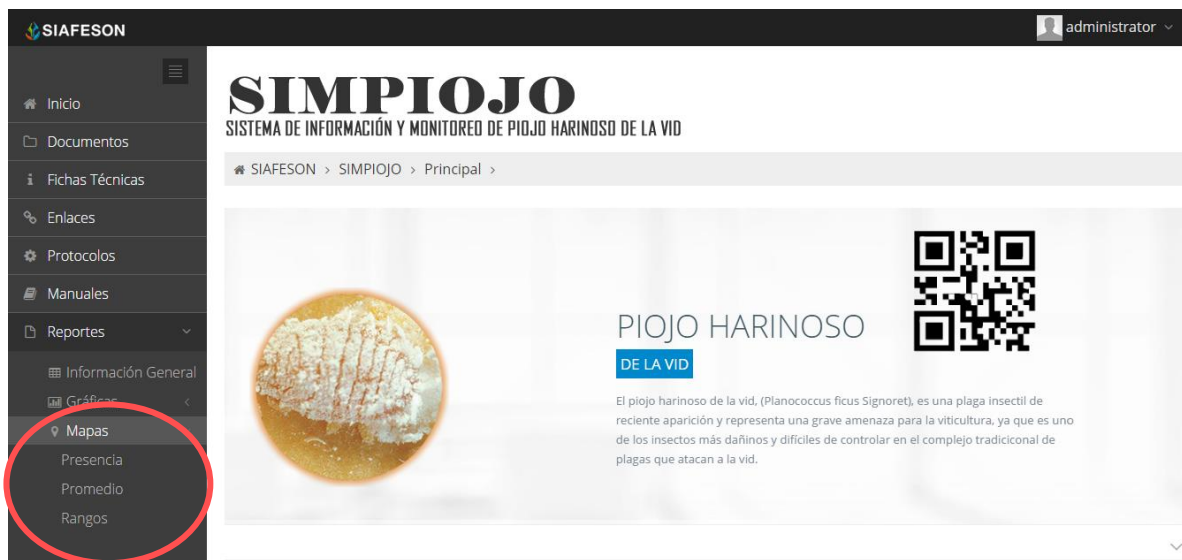 SIAFESON
administrator
Inicio
Documentos
Fichas Técnicas
Enlaces
Protocolos
Manuales
Reportes
Información General
Gráficas
Mapas
Presencia
Promedio
Rangos
SIMPIOJO
SISTEMA DE INFORMACIÓN Y MONITOREO DE PIOJO HARINOSO DE LA VID
SIAFESON > SIMPIOJO > Principal >
PIOJO HARINOSO
DE LA VID
El piojo harinoso de la vid, (Planococcus ficus Signoret), es una plaga insectil de
reciente aparición y representa una grave amenaza para la viticultura, ya que es uno
de los insectos más dañinos y difíciles de controlar en el complejo tradiciconal de
plagas que atacan a la vid.